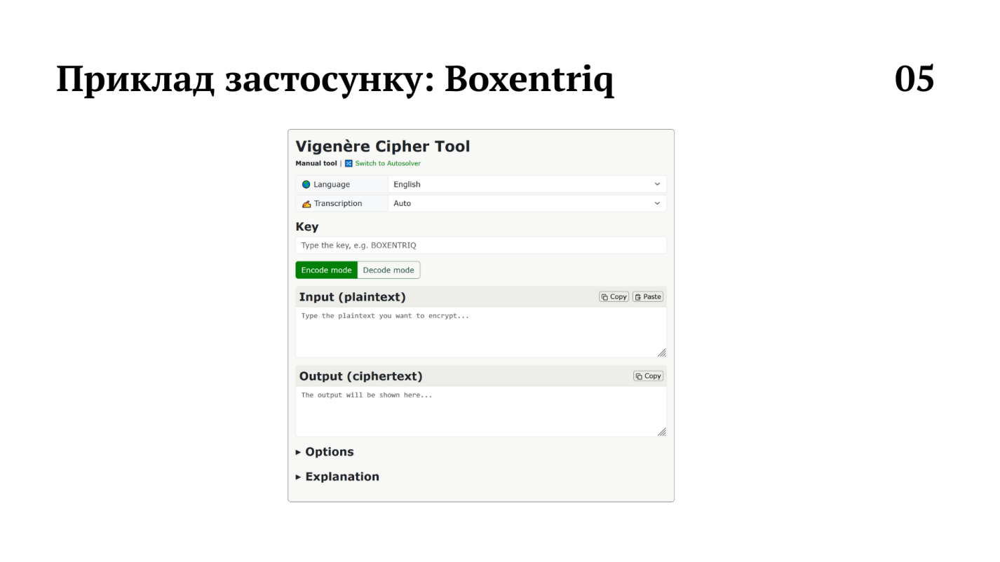 Приклад застосунку: Boxentriq 05
Vigenère Cipher Tool
Manual tool | Switch to Autosolver
Language English
Transcription Auto
Key
Type the key, e.g. BOXENTRIQ
Encode mode Decode mode
Input (plaintext) Copy Paste
Type the plaintext you want to encrypt...
Output (ciphertext) Copy
The output will be shown here...
Options
Explanation